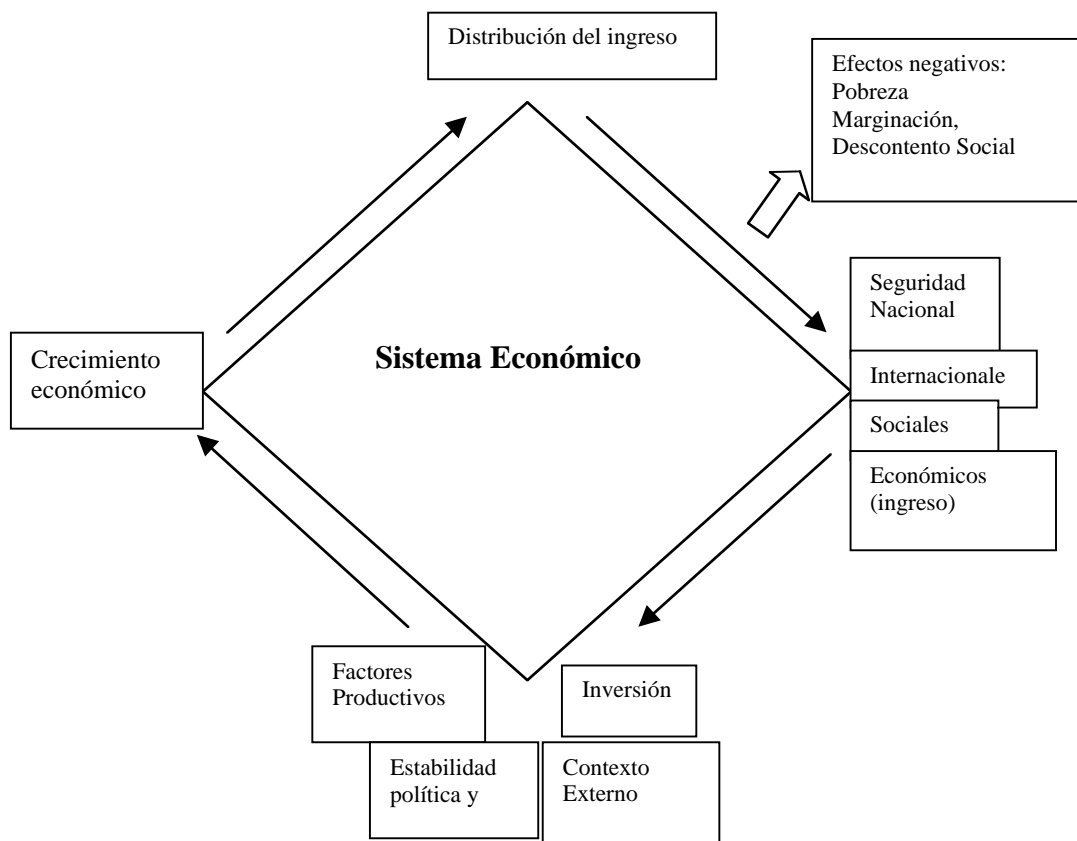 Distribución del ingreso
Efectos negativos:
Pobreza
Marginación,
Descontento Social
Seguridad
Nacional
Sistema Económico
Crecimiento
económico
Internacionale
Sociales
Económicos
(ingreso)
Factores
Productivos
Inversión
Estabilidad
política y
Contexto
Externo